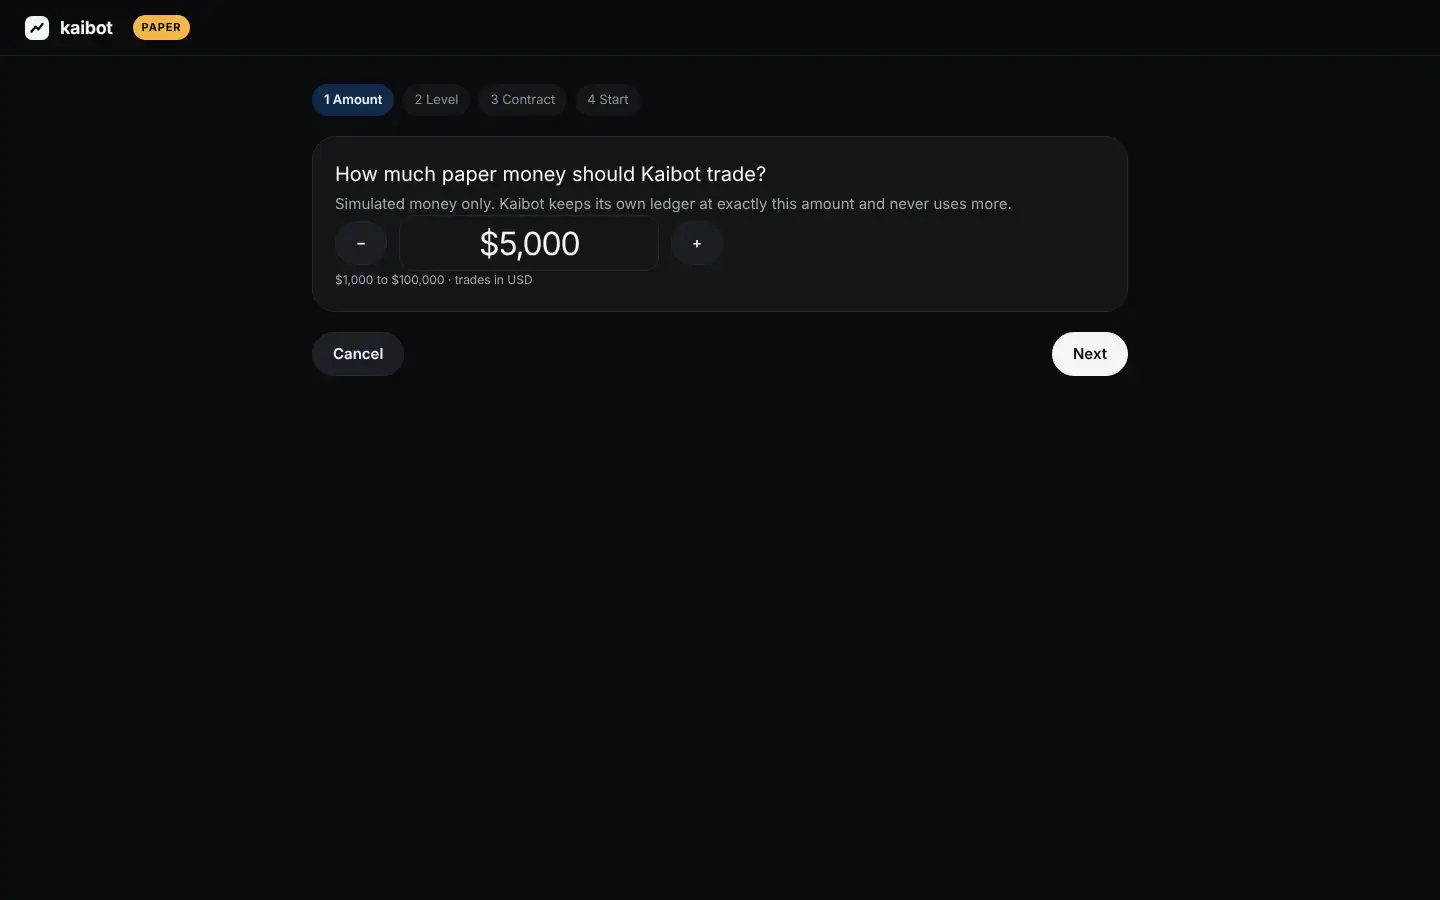 kaibot PAPER
1 Amount 2 Level 3 Contract 4 Start
How much paper money should Kaibot trade?
Simulated money only. Kaibot keeps its own ledger at exactly this amount and never uses more.
− $5,000 +
$1,000 to $100,000 · trades in USD
Cancel Next